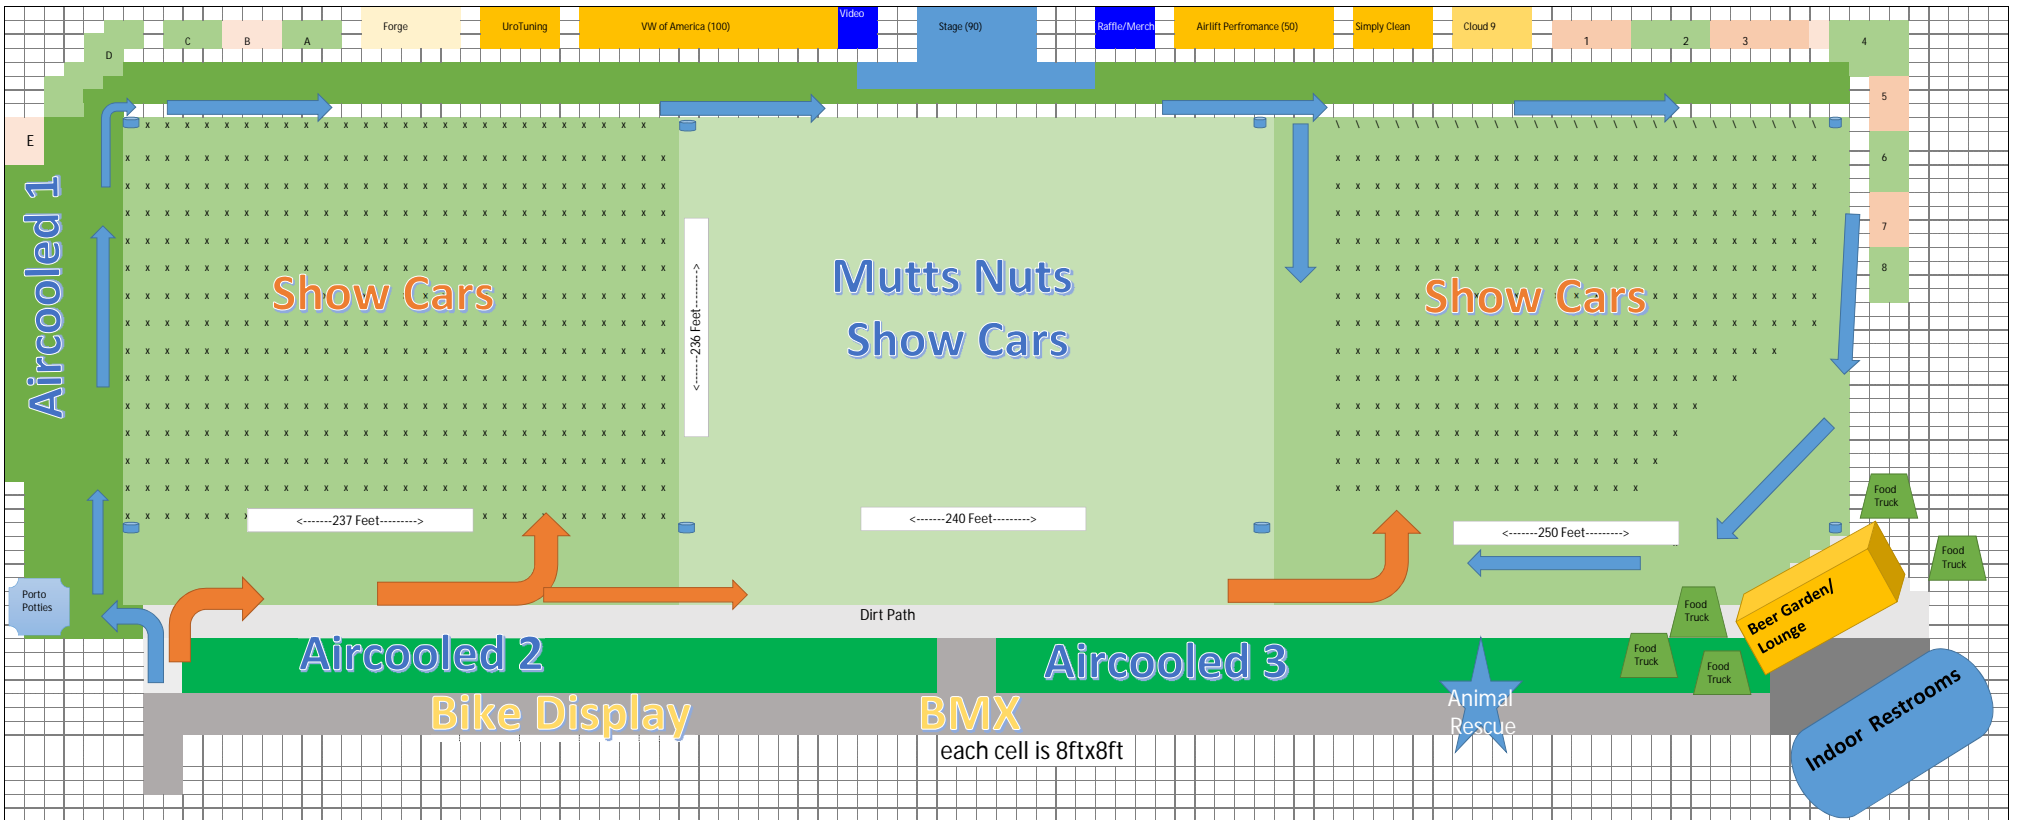 Forge
UroTuning
VW of America (100)
Video
Stage (90)
Raffle/Merch
Airlift Perfromance (50)
Simply Clean
Cloud 9
D
C
B
A
1
2
3
4
5
6
7
8
E
Aircooled 1
Show Cars
<------236 Feet--------->
Mutts Nuts
Show Cars
Show Cars
<-------237 Feet--------->
<-------240 Feet--------->
<-------250 Feet--------->
Food
Truck
Food
Truck
Food
Truck
Food
Truck
Food
Truck
Beer Garden/
Lounge
Porto
Potties
Dirt Path
Aircooled 2
Aircooled 3
Bike Display
BMX
Animal
Rescue
Indoor Restrooms
each cell is 8ftx8ft